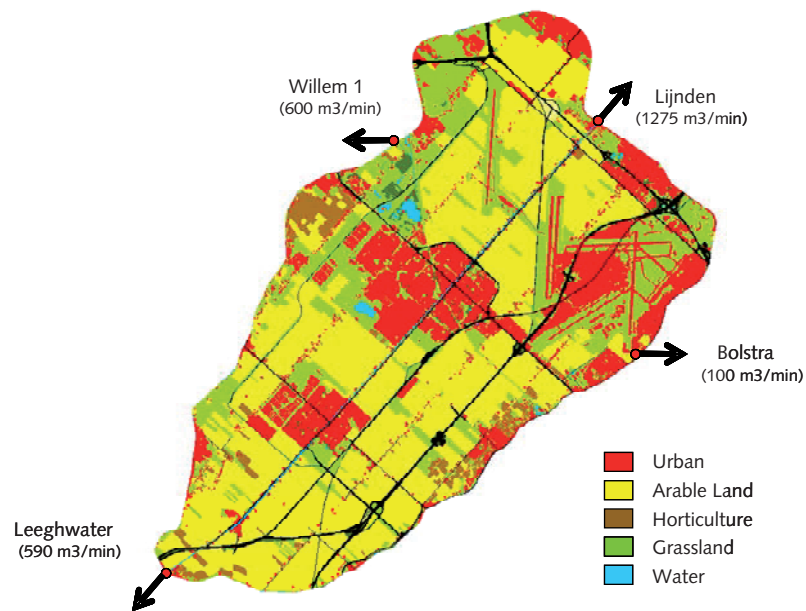 Willem 1
(600 m3/min)
Lijnden
(1275 m3/min)
Bolstra
(100 m3/min)
Urban
Arable Land
Horticulture
Grassland
Water
Leeghwater
(590 m3/min)